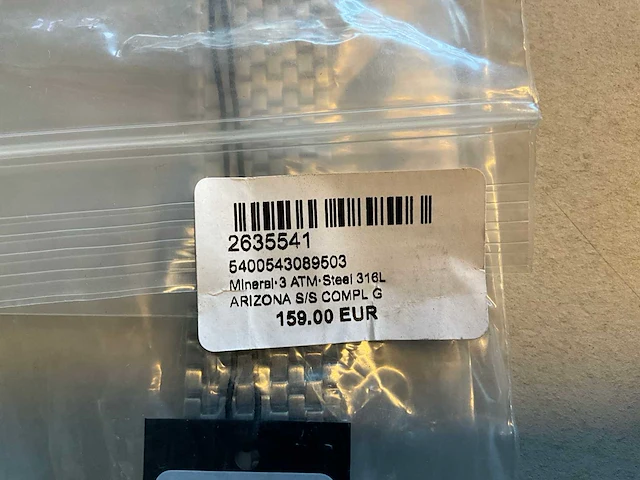 2635541
5400543089503
Mineral·3 ATM·Steel 316L
ARIZONA S/S COMPL G
159.00 EUR